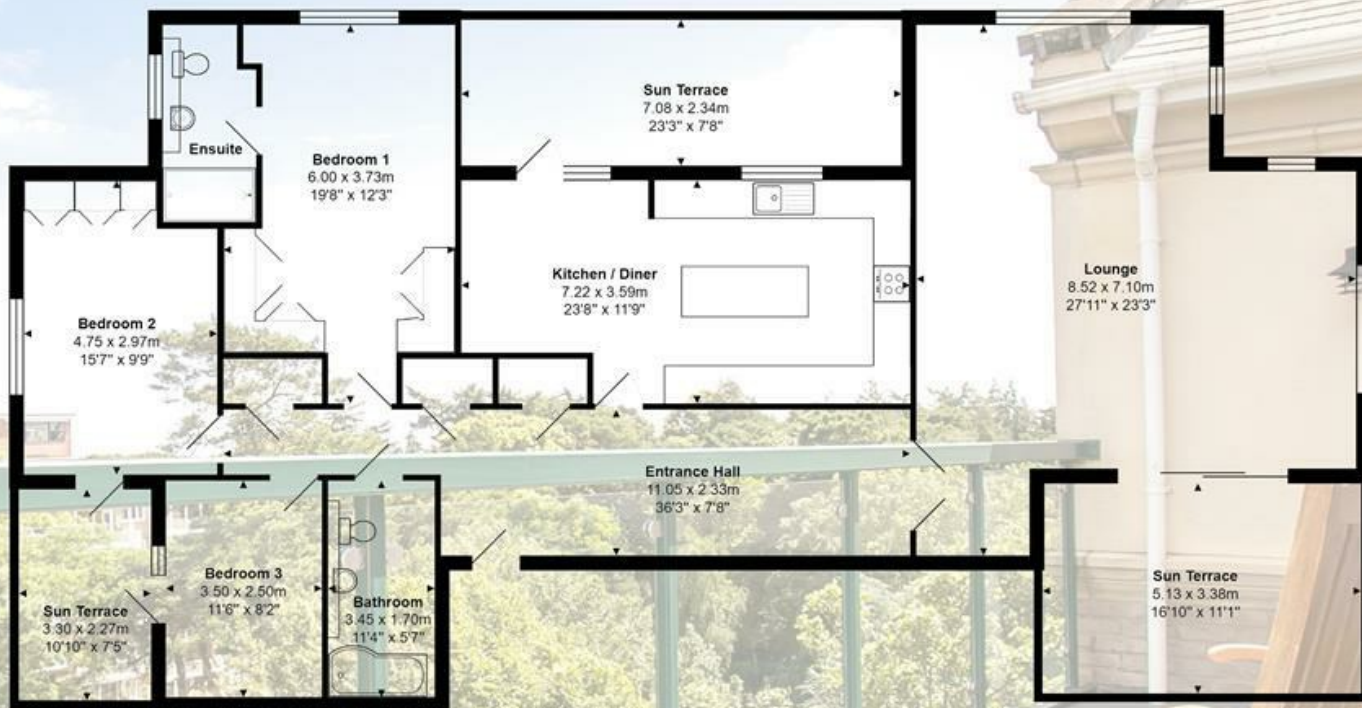 Sun Terrace
7.08 x 2.34m
23'3" x 7'8"
Ensuite
Bedroom 1
6.00 x 3.73m
19'8" x 12'3"
Kitchen / Diner
7.22 x 3.59m
23'8" x 11'9"
Lounge
8.52 x 7.10m
27'11" x 23'3"
Bedroom 2
4.75 x 2.97m
15'7" x 9'9"
Entrance Hall
11.05 x 2.33m
36'3" x 7'8"
Sun Terrace
3.30 x 2.27m
10'10" x 7'5"
Bedroom 3
3.50 x 2.50m
11'6" x 8'2"
Bathroom
3.45 x 1.70m
11'4" x 5'7"
Sun Terrace
5.13 x 3.38m
16'10" x 11'1"